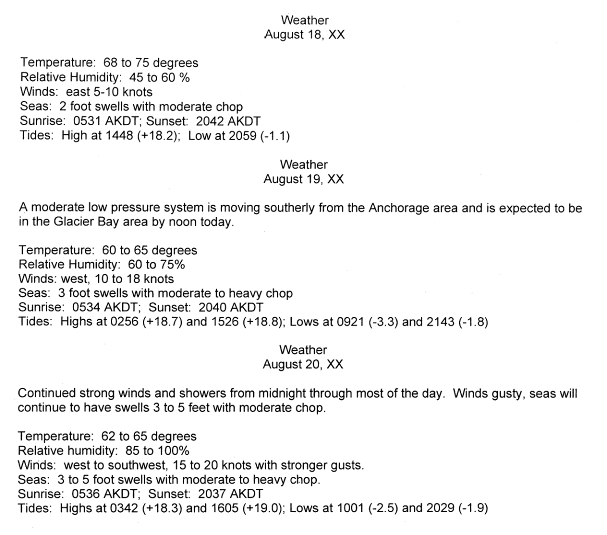 Weather
August 18, XX
Temperature: 68 to 75 degrees
Relative Humidity: 45 to 60 %
Winds: east 5-10 knots
Seas: 2 foot swells with moderate chop
Sunrise: 0531 AKDT; Sunset: 2042 AKDT
Tides: High at 1448 (+18.2); Low at 2059 (-1.1)
Weather
August 19, XX
A moderate low pressure system is moving southerly from the Anchorage area and is expected to be
in the Glacier Bay area by noon today.
Temperature: 60 to 65 degrees
Relative Humidity: 60 to 75%
Winds: west, 10 to 18 knots
Seas: 3 foot swells with moderate to heavy chop
Sunrise: 0534 AKDT; Sunset: 2040 AKDT
Tides: Highs at 0256 (+18.7) and 1526 (+18.8); Lows at 0921 (-3.3) and 2143 (-1.8)
Weather
August 20, XX
Continued strong winds and showers from midnight through most of the day. Winds gusty, seas will
continue to have swells 3 to 5 feet with moderate chop.
Temperature: 62 to 65 degrees
Relative humidity: 85 to 100%
Winds: west to southwest, 15 to 20 knots with stronger gusts.
Seas: 3 to 5 foot swells with moderate to heavy chop.
Sunrise: 0536 AKDT; Sunset: 2037 AKDT
Tides: Highs at 0342 (+18.3) and 1605 (+19.0); Lows at 1001 (-2.5) and 2029 (-1.9)